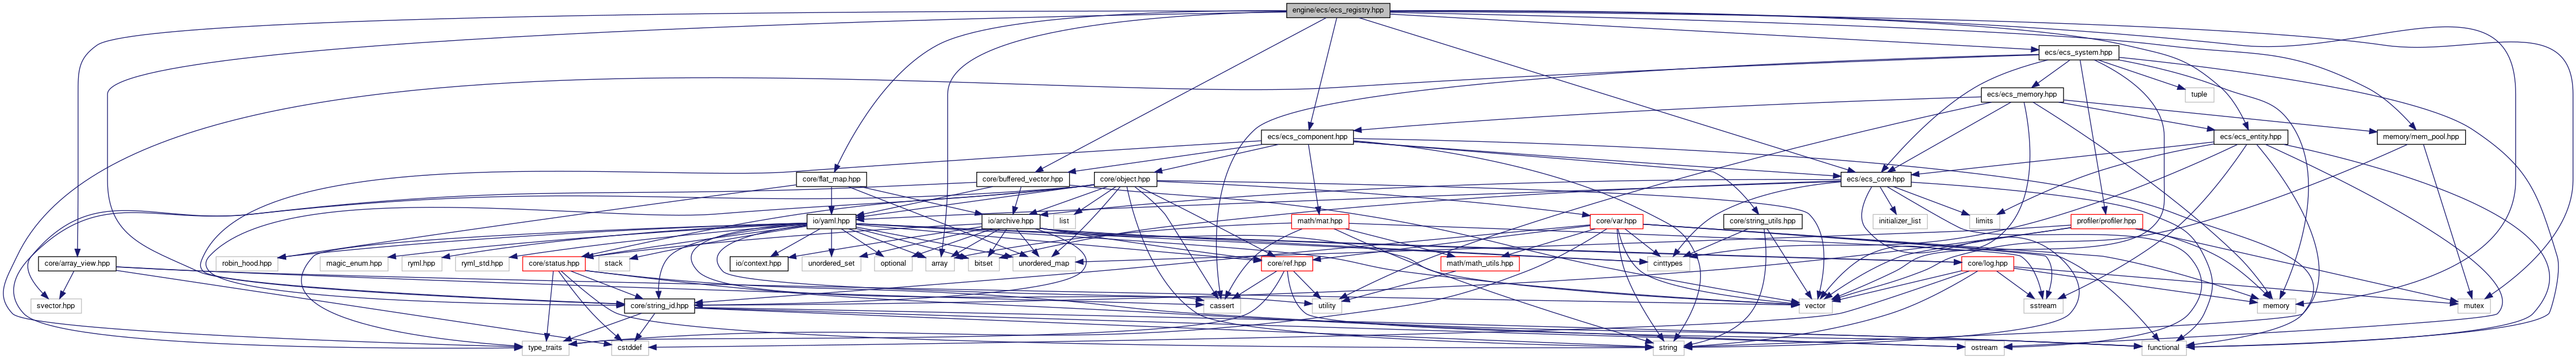 engine/ecs/ecs_registry.hpp
ecs/ecs_system.hpp
ecs/ecs_memory.hpp
tuple
ecs/ecs_component.hpp
ecs/ecs_entity.hpp
memory/mem_pool.hpp
core/flat_map.hpp
core/buffered_vector.hpp
core/object.hpp
ecs/ecs_core.hpp
io/yaml.hpp
list
io/archive.hpp
math/mat.hpp
core/var.hpp
core/string_utils.hpp
initializer_list
limits
profiler/profiler.hpp
core/array_view.hpp
robin_hood.hpp
magic_enum.hpp
ryml.hpp
ryml_std.hpp
core/status.hpp
stack
io/context.hpp
unordered_set
optional
array
bitset
unordered_map
core/ref.hpp
math/math_utils.hpp
cinttypes
core/log.hpp
svector.hpp
core/string_id.hpp
cassert
utility
vector
sstream
memory
mutex
type_traits
cstddef
string
ostream
functional